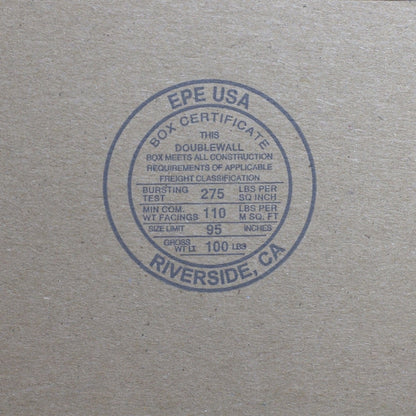 EPE USA
BOX CERTIFICATE
THIS
DOUBLEWALL
BOX MEETS ALL CONSTRUCTION
REQUIREMENTS OF APPLICABLE
FREIGHT CLASSIFICATION
BURSTING TEST 275 LBS PER SQ INCH
MIN COM. WT FACINGS 110 LBS PER M SQ. FT
SIZE LIMIT 95 INCHES
GROSS WT LT. 100 LBS
RIVERSIDE, CA